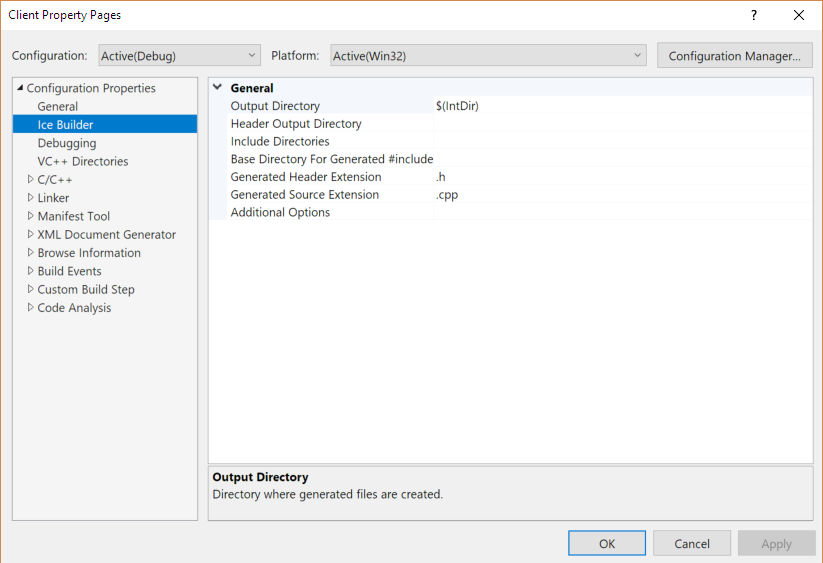 Client Property Pages
?
Configuration: Active(Debug) Platform: Active(Win32) Configuration Manager...
Configuration Properties
General
Ice Builder
Debugging
VC++ Directories
C/C++
Linker
Manifest Tool
XML Document Generator
Browse Information
Build Events
Custom Build Step
Code Analysis
General
Output Directory $(IntDir)
Header Output Directory
Include Directories
Base Directory For Generated #include
Generated Header Extension .h
Generated Source Extension .cpp
Additional Options
Output Directory
Directory where generated files are created.
OK Cancel Apply